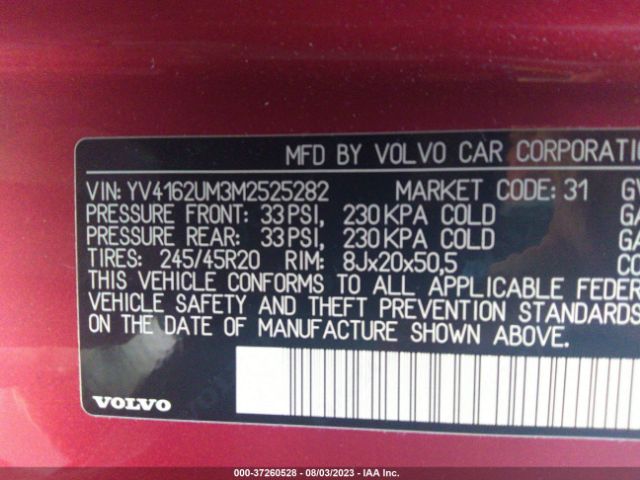 MFD BY VOLVO CAR CORPORATION
VIN: YV4162UM3M2525282 MARKET CODE: 31
PRESSURE FRONT: 33 PSI, 230 KPA COLD
PRESSURE REAR: 33 PSI, 230 KPA COLD
TIRES: 245/45R20 RIM: 8Jx20x50,5
THIS VEHICLE CONFORMS TO ALL APPLICABLE FEDER
VEHICLE SAFETY AND THEFT PREVENTION STANDARDS
ON THE DATE OF MANUFACTURE SHOWN ABOVE.
VOLVO
000-37260528 - 08/03/2023 - IAA Inc.